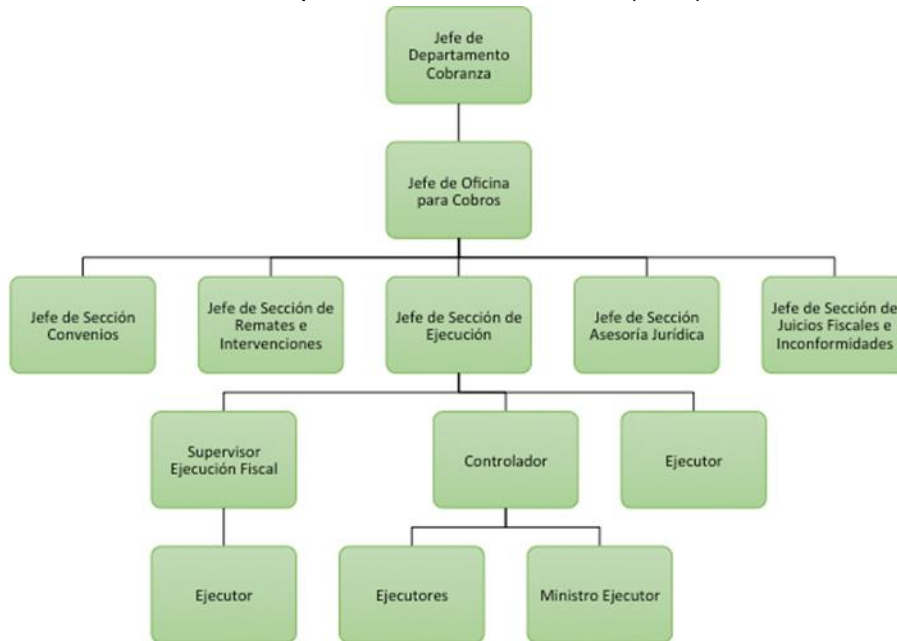 Jefe de
Departamento
Cobranza
Jefe de Oficina
para Cobros
Jefe de Sección
Convenios
Jefe de Sección de
Remates e
Intervenciones
Jefe de Sección de
Ejecución
Jefe de Sección
Asesoría Jurídica
Jefe de Sección de
Juicios Fiscales e
Inconformidades
Supervisor
Ejecución Fiscal
Controlador
Ejecutor
Ejecutor
Ejecutores
Ministro Ejecutor